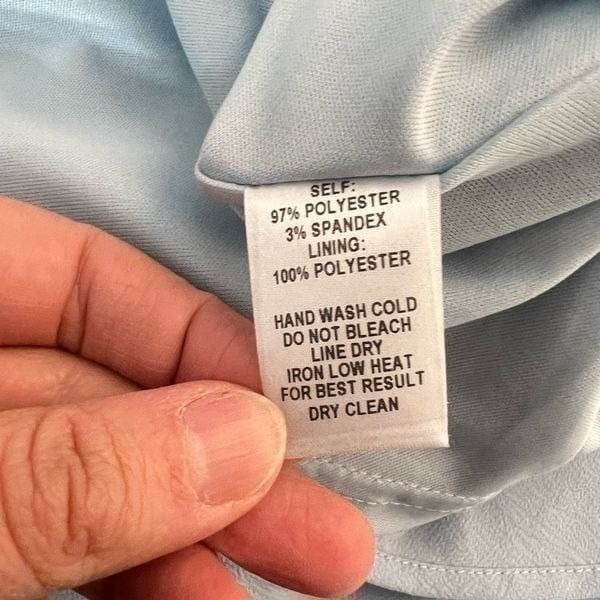 SELF:
97% POLYESTER
3% SPANDEX
LINING:
100% POLYESTER
HAND WASH COLD
DO NOT BLEACH
LINE DRY
IRON LOW HEAT
FOR BEST RESULT
DRY CLEAN